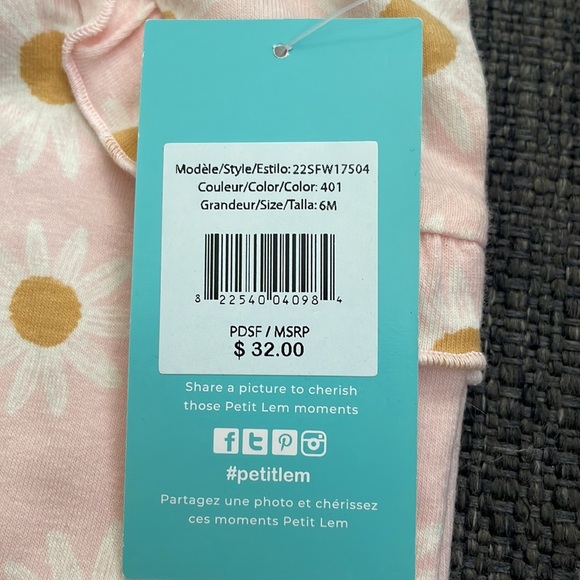 Modèle/Style/Estilo: 22SFW17504
Couleur/Color/Color: 401
Grandeur/Size/Talla: 6M
8 22540 04098 4
PDSF / MSRP
$ 32.00
Share a picture to cherish
those Petit Lem moments
#petitlem
Partagez une photo et chérissez
ces moments Petit Lem